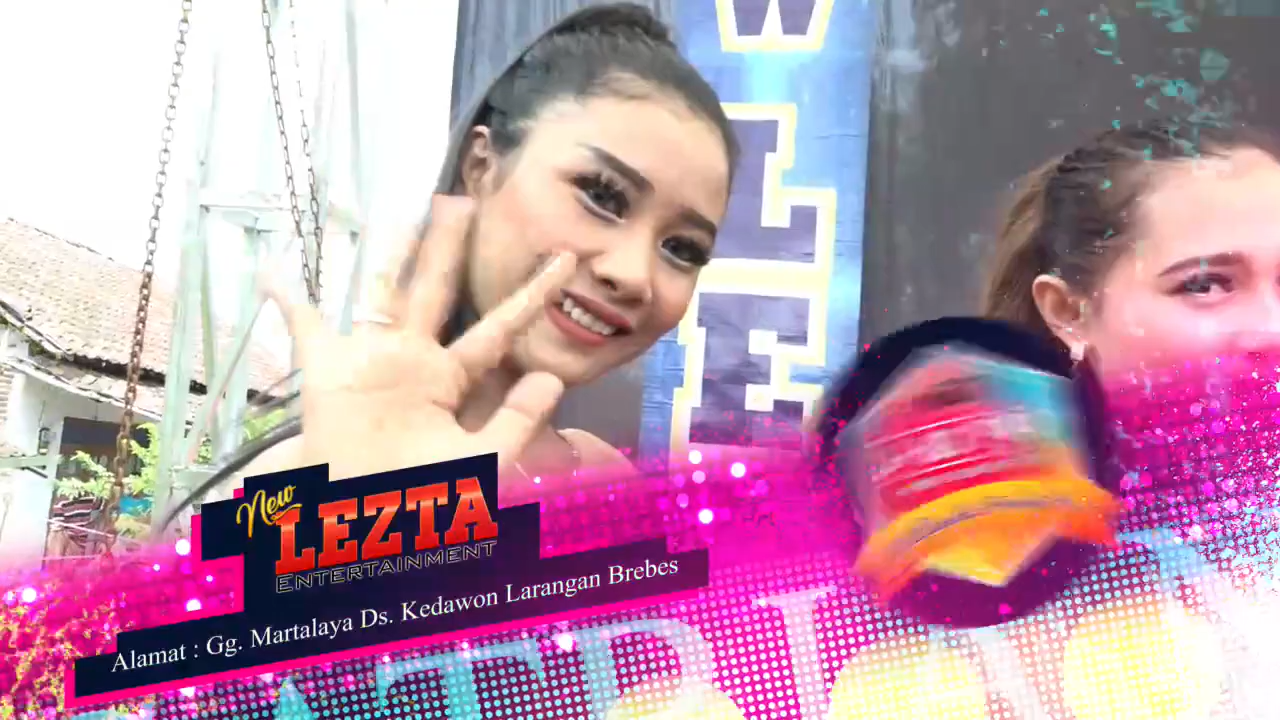 W
L
E
New
LEZTA
ENTERTAINMENT
Alamat : Gg. Martalaya Ds. Kedawon Larangan Brebes